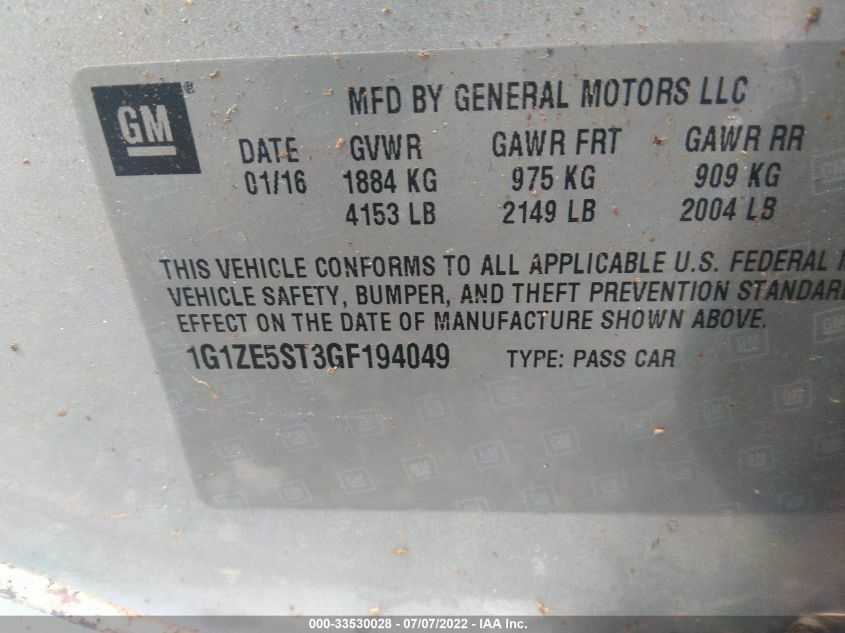 GM®
MFD BY GENERAL MOTORS LLC
DATE GVWR GAWR FRT GAWR RR
01/16 1884 KG 975 KG 909 KG
4153 LB 2149 LB 2004 LB
THIS VEHICLE CONFORMS TO ALL APPLICABLE U.S. FEDERAL
VEHICLE SAFETY, BUMPER, AND THEFT PREVENTION STANDARD
EFFECT ON THE DATE OF MANUFACTURE SHOWN ABOVE.
1G1ZE5ST3GF194049 TYPE: PASS CAR
000-33530028 - 07/07/2022 - IAA Inc.